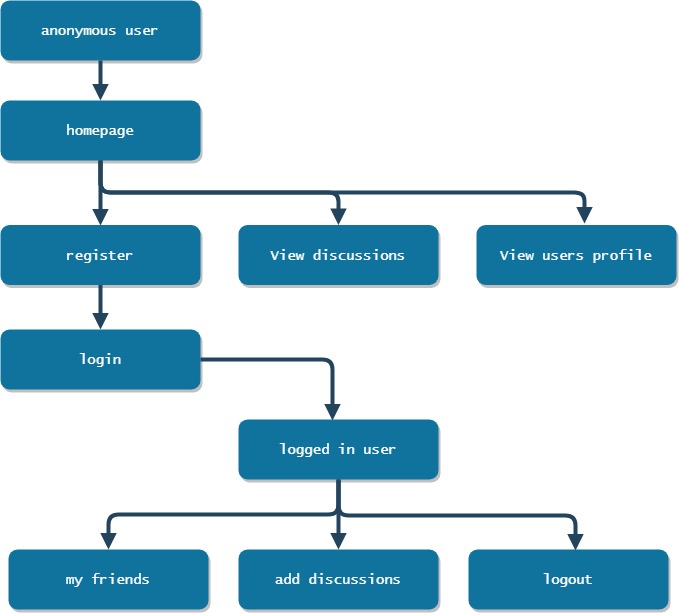 anonymous user
homepage
register
View discussions
View users profile
login
logged in user
my friends
add discussions
logout